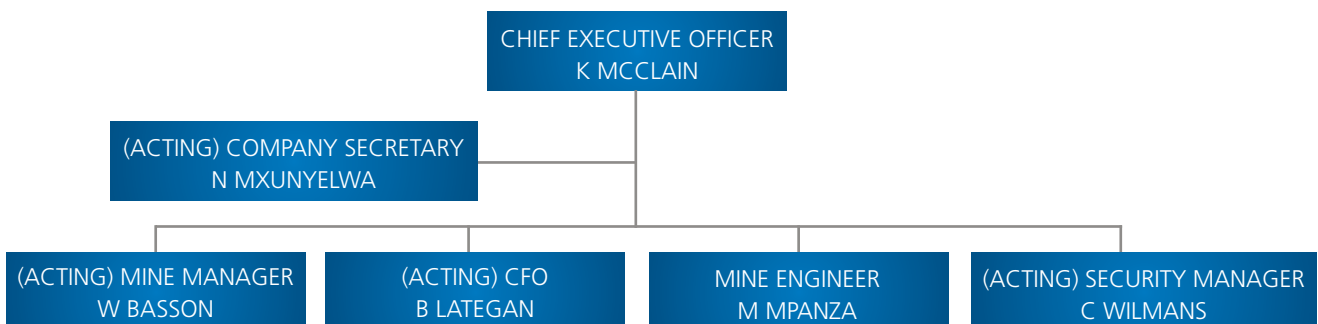 CHIEF EXECUTIVE OFFICER
K MCCLAIN
(ACTING) COMPANY SECRETARY
N MXUNYELWA
(ACTING) MINE MANAGER
W BASSON
(ACTING) CFO
B LATEGAN
MINE ENGINEER
M MPANZA
(ACTING) SECURITY MANAGER
C WILMANS